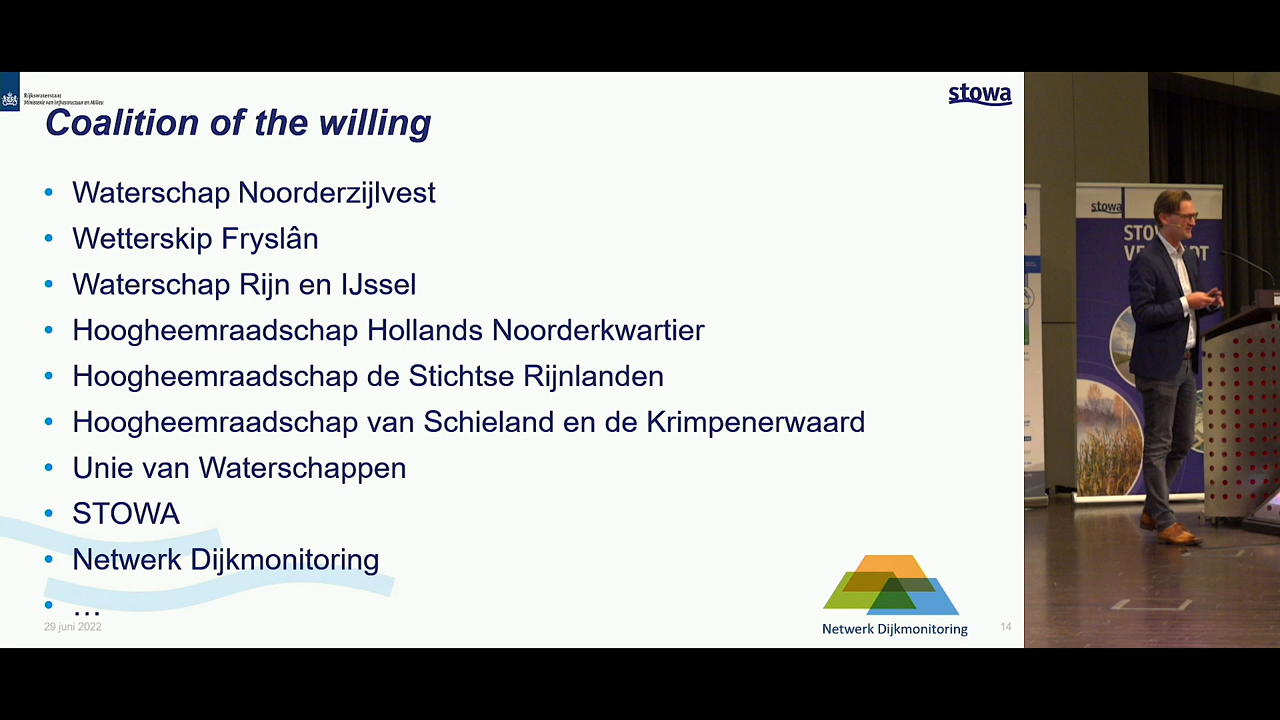 Rijkswaterstaat
Ministerie van Infrastructuur en Milieu
stowa
Coalition of the willing
• Waterschap Noorderzijlvest
• Wetterskip Fryslân
• Waterschap Rijn en IJssel
• Hoogheemraadschap Hollands Noorderkwartier
• Hoogheemraadschap de Stichtse Rijnlanden
• Hoogheemraadschap van Schieland en de Krimpenerwaard
• Unie van Waterschappen
• STOWA
• Netwerk Dijkmonitoring
• ...
29 juni 2022
Netwerk Dijkmonitoring
14
stowa